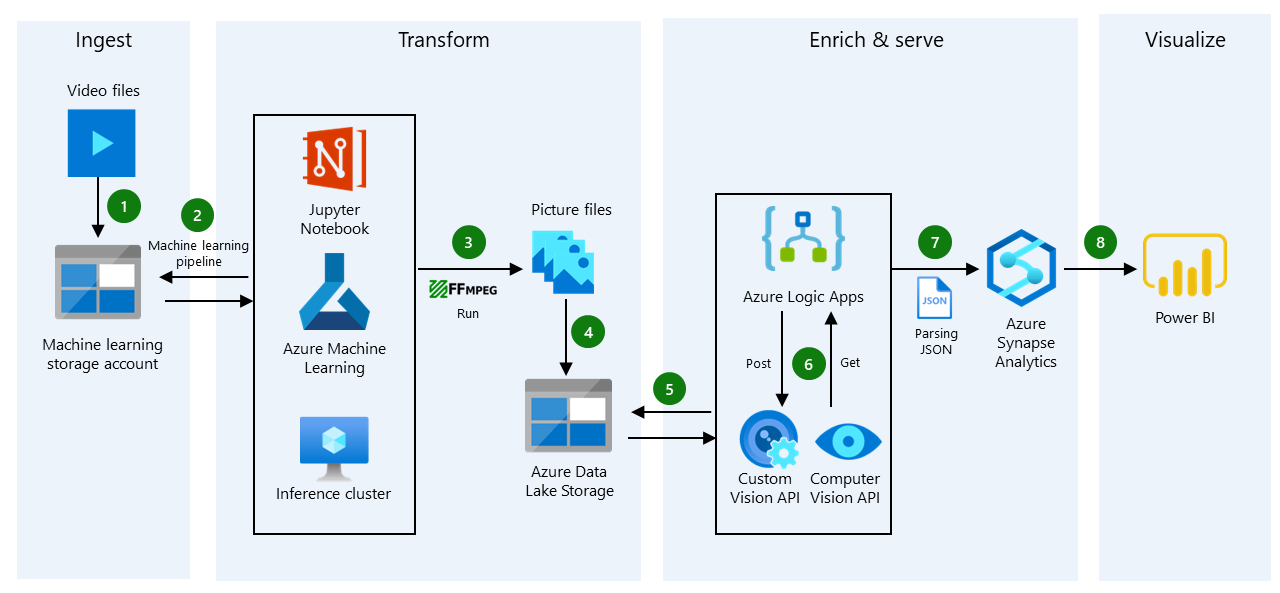 Ingest
Transform
Enrich & serve
Visualize
Video files
1
2
Machine learning
pipeline
Machine learning
storage account
Jupyter
Notebook
Azure Machine
Learning
Inference cluster
3
FFMPEG
Run
Picture files
4
Azure Data
Lake Storage
5
Azure Logic Apps
Post
6
Get
Custom
Vision API
Computer
Vision API
7
JSON
Parsing
JSON
Azure
Synapse
Analytics
8
Power BI